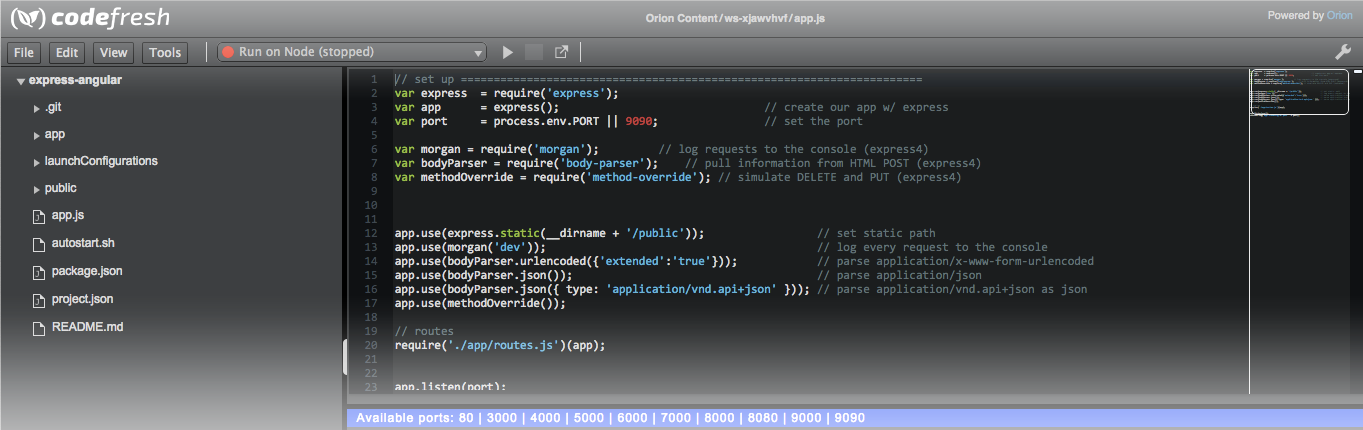 codefresh
Orion Content/ws-xjawvhvf/app.js
Powered by Orion
File Edit View Tools Run on Node (stopped)
express-angular
.git
app
launchConfigurations
public
app.js
autostart.sh
package.json
project.json
README.md
1 // set up ======================================================================
2 var express  = require('express');
3 var app      = express();                               // create our app w/ express
4 var port     = process.env.PORT || 9090;                // set the port
5
6 var morgan = require('morgan');         // log requests to the console (express4)
7 var bodyParser = require('body-parser');    // pull information from HTML POST (express4)
8 var methodOverride = require('method-override'); // simulate DELETE and PUT (express4)
9
10
11
12 app.use(express.static(__dirname + '/public'));                 // set static path
13 app.use(morgan('dev'));                                         // log every request to the console
14 app.use(bodyParser.urlencoded({'extended':'true'}));            // parse application/x-www-form-urlencoded
15 app.use(bodyParser.json());                                     // parse application/json
16 app.use(bodyParser.json({ type: 'application/vnd.api+json' })); // parse application/vnd.api+json as json
17 app.use(methodOverride());
18
19 // routes
20 require('./app/routes.js')(app);
21
22
23 app.listen(port);
Available ports: 80 | 3000 | 4000 | 5000 | 6000 | 7000 | 8000 | 8080 | 9000 | 9090